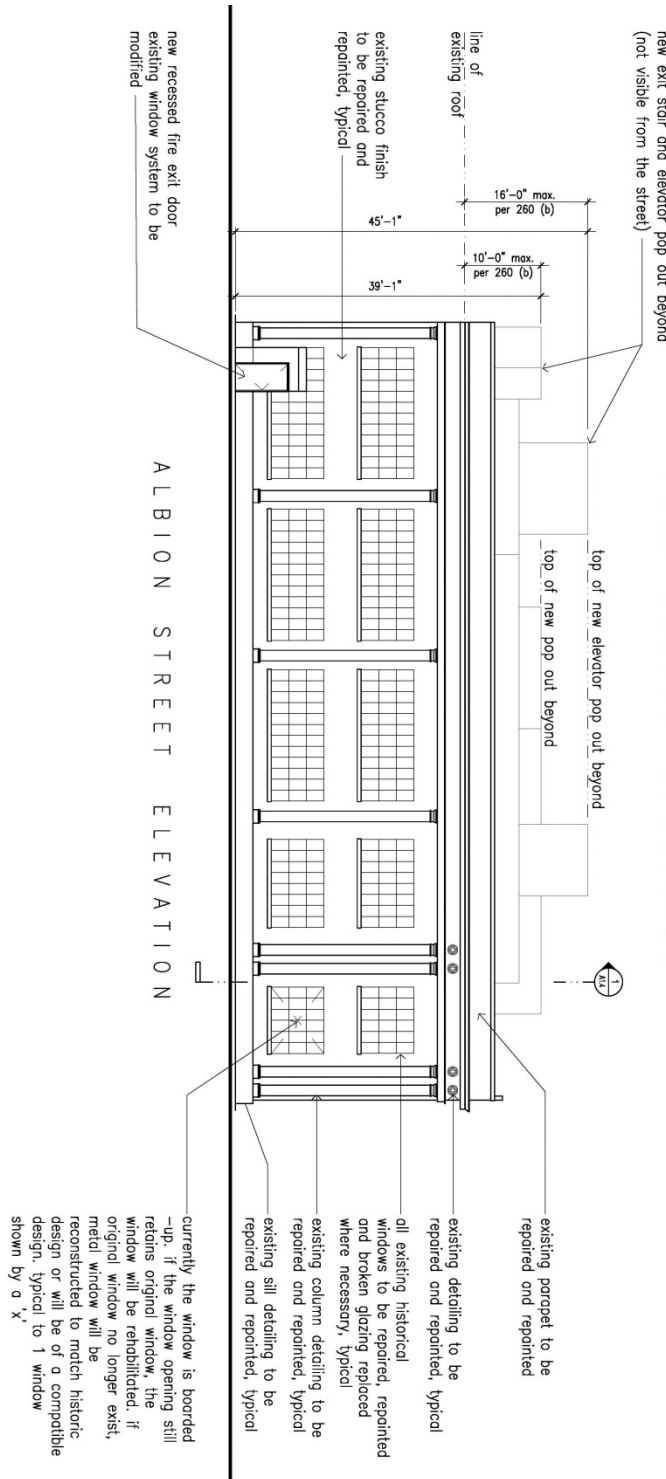 new exit stair and elevator pop out beyond
(not visible from the street)
line of
existing roof
existing stucco finish
to be repaired and
repainted, typical
new recessed fire exit door
existing window system to be
modified
16'-0" max.
per 260 (b)
45'-1"
10'-0" max.
per 260 (b)
39'-1"
top of new elevator pop out beyond
top of new pop out beyond
1
A14
existing parapet to be
repaired and repainted
existing detailing to be
repaired and repainted, typical
all existing historical
windows to be repaired, repainted
and broken glazing replaced
where necessary, typical
existing column detailing to be
repaired and repainted, typical
existing sill detailing to be
repaired and repainted, typical
currently the window is boarded
-up. if the window opening still
retains original window, the
window will be rehabilitated. if
original window no longer exist,
metal window will be
reconstructed to match historic
design or will be of a compatible
design. typical to 1 window
shown by a 'x'
ALBION STREET ELEVATION